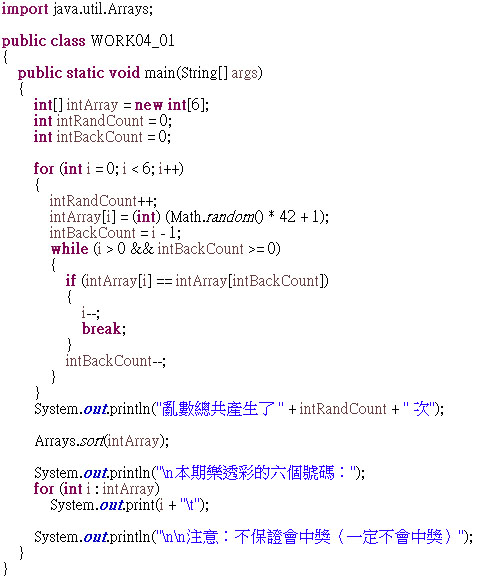 import java.util.Arrays;
public class WORK04_01
{
public static void main(String[] args)
{
int[] intArray = new int[6];
int intRandCount = 0;
int intBackCount = 0;
for (int i = 0; i < 6; i++)
{
intRandCount++;
intArray[i] = (int) (Math.random() * 42 + 1);
intBackCount = i - 1;
while (i > 0 && intBackCount >= 0)
{
if (intArray[i] == intArray[intBackCount])
{
i--;
break;
}
intBackCount--;
}
}
System.out.println("亂數總共產生了 " + intRandCount + " 次");
Arrays.sort(intArray);
System.out.println("\n本期樂透彩的六個號碼：");
for (int i : intArray)
System.out.print(i + "\t");
System.out.println("\n\n注意：不保證會中獎（一定不會中獎）");
}
}